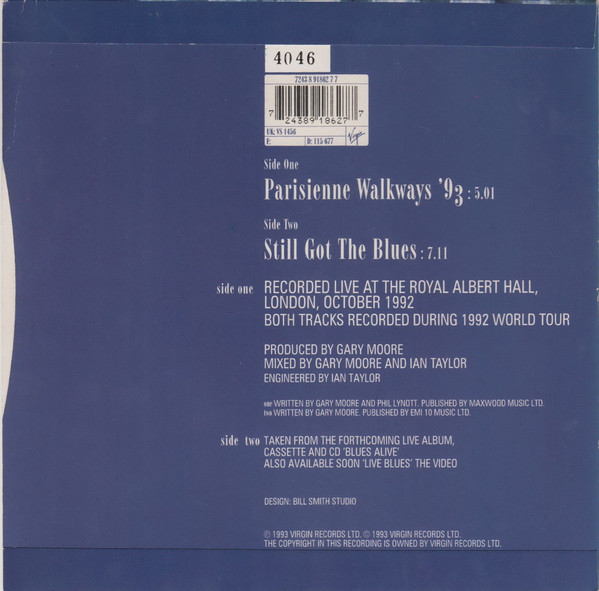 4046
7243 8 91862 7 7
7 24389 18627 7
UK: VS 1456
F: D: 115 677 Virgin
Side One
Parisienne Walkways '93 : 5.01
Side Two
Still Got The Blues : 7.11
side one RECORDED LIVE AT THE ROYAL ALBERT HALL,
LONDON, OCTOBER 1992
BOTH TRACKS RECORDED DURING 1992 WORLD TOUR
PRODUCED BY GARY MOORE
MIXED BY GARY MOORE AND IAN TAYLOR
ENGINEERED BY IAN TAYLOR
one WRITTEN BY GARY MOORE AND PHIL LYNOTT. PUBLISHED BY MAXWOOD MUSIC LTD.
two WRITTEN BY GARY MOORE. PUBLISHED BY EMI 10 MUSIC LTD.
side two TAKEN FROM THE FORTHCOMING LIVE ALBUM,
CASSETTE AND CD 'BLUES ALIVE'
ALSO AVAILABLE SOON 'LIVE BLUES' THE VIDEO
DESIGN: BILL SMITH STUDIO
℗ 1993 VIRGIN RECORDS LTD. © 1993 VIRGIN RECORDS LTD.
THE COPYRIGHT IN THIS RECORDING IS OWNED BY VIRGIN RECORDS LTD.